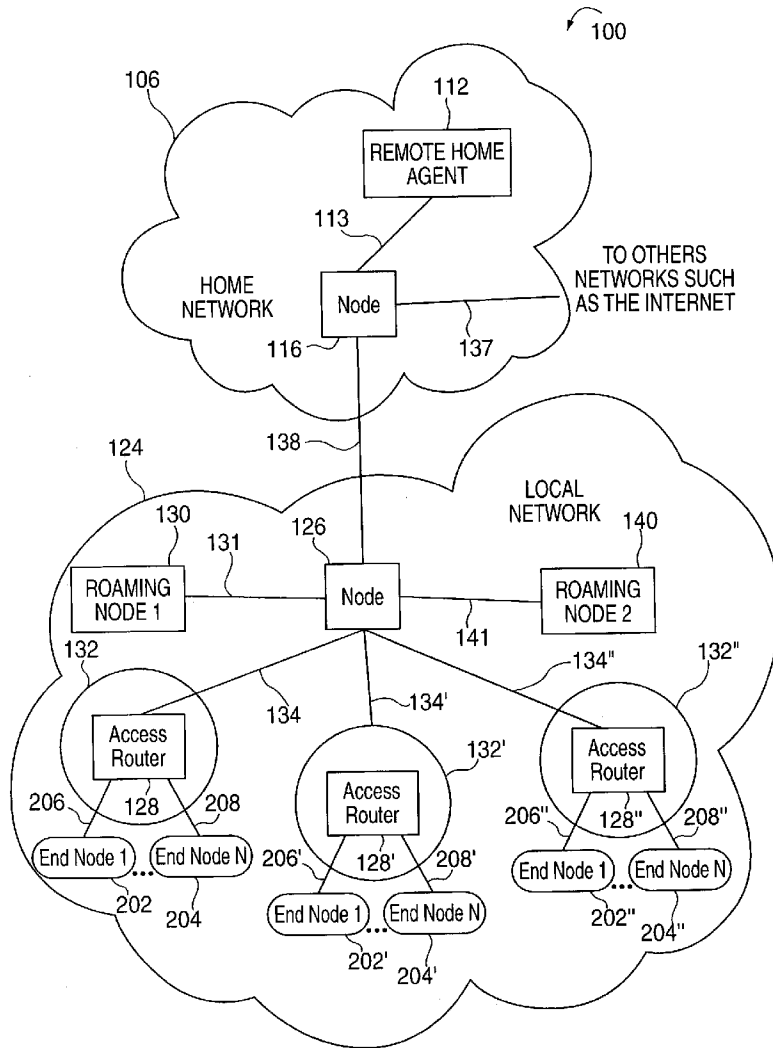 100
106
112
REMOTE HOME
AGENT
113
HOME
NETWORK
Node
TO OTHERS
NETWORKS SUCH
AS THE INTERNET
116
137
138
124
LOCAL
NETWORK
130
131
126
140
ROAMING
NODE 1
Node
ROAMING
NODE 2
141
132
134
134'
134"
132"
Access
Router
128
206
208
End Node 1
...
End Node N
202
204
132'
Access
Router
128'
206'
208'
End Node 1
...
End Node N
202'
204'
Access
Router
128"
206"
208"
End Node 1
...
End Node N
202"
204"